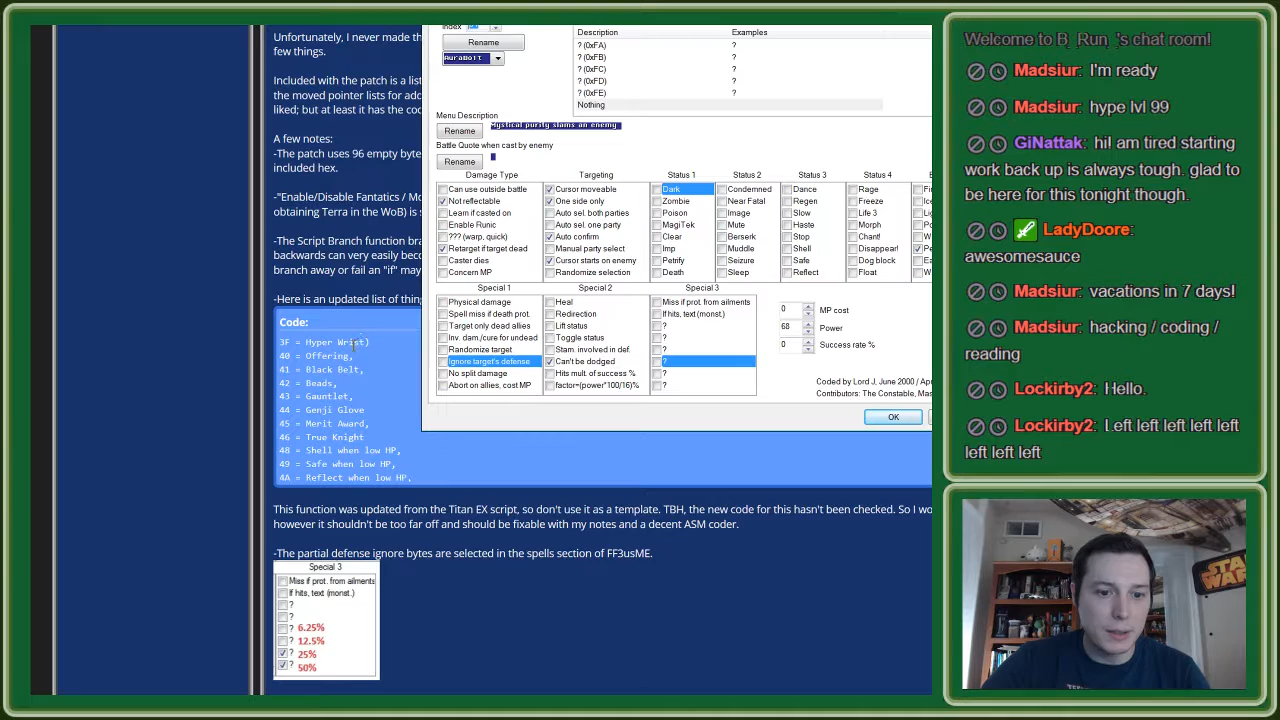 Unfortunately, I never made th
few things.
Included with the patch is a list
the moved pointer lists for add
liked; but at least it has the coo
A few notes:
-The patch uses 96 empty byte
included hex.
-"Enable/Disable Fanatics / Mo
obtaining Terra in the WoB) is s
-The Script Branch function bra
backwards can very easily beco
branch away or fail an "if" may
-Here is an updated list of thing
Code:
3F = Hyper Wrist)
40 = Offering,
41 = Black Belt,
42 = Beads,
43 = Gauntlet,
44 = Genji Glove
45 = Merit Award,
46 = True Knight
48 = Shell when low HP,
49 = Safe when low HP,
4A = Reflect when low HP,
This function was updated from the Titan EX script, so don't use it as a template. TBH, the new code for this hasn't been checked. So I wo
however it shouldn't be too far off and should be fixable with my notes and a decent ASM coder.
-The partial defense ignore bytes are selected in the spells section of FF3usME.
Special 3
Miss if prot. from ailments
If hits, text (monst.)
?
?
? 6.25%
? 12.5%
? 25%
? 50%
Index
Rename
AuraBolt
Description Examples
? (0xFA) ?
? (0xFB) ?
? (0xFC) ?
? (0xFD) ?
? (0xFE) ?
Nothing
Menu Description
Rename
Mystical purity slams an enemy
Battle Quote when cast by enemy
Rename
Damage Type Targeting Status 1 Status 2 Status 3 Status 4 E
Can use outside battle Cursor moveable Dark Condemned Dance Rage Fi
Not reflectable One side only Zombie Near Fatal Regen Freeze Ice
Learn if casted on Auto sel. both parties Poison Image Slow Life 3
Enable Runic Auto sel. one party MagiTek Mute Haste Morph
??? (warp, quick) Auto confirm Clear Berserk Stop Chant!
Retarget if target dead Manual party select Imp Muddle Shell Disappear! Pe
Caster dies Cursor starts on enemy Petrify Seizure Safe Dog block
Concern MP Randomize selection Death Sleep Reflect Float
Special 1 Special 2 Special 3
Physical damage Heal Miss if prot. from ailments
Spell miss if death prot. Redirection If hits, text (monst.)
Target only dead allies Lift status ?
Inv. dam./cure for undead Toggle status ?
Randomize target Stam. involved in def. ?
Ignore target's defense Can't be dodged ?
No split damage Hits mult. of success % ?
Abort on allies, cost MP factor=(power*100/16)% ?
0 MP cost
68 Power
0 Success rate %
Coded by Lord J, June 2000 / Apr
Contributors: The Constable, Mas
OK
Welcome to B_Run_'s chat room!
Madsiur: I'm ready
Madsiur: hype lvl 99
GiNattak: hi! am tired starting
work back up is always tough. glad to
be here for this tonight though.
LadyDoore:
awesomesauce
Madsiur: vacations in 7 days!
Madsiur: hacking / coding /
reading
Lockirby2: Hello.
Lockirby2: Left left left left left
left left left
STAR
WARS